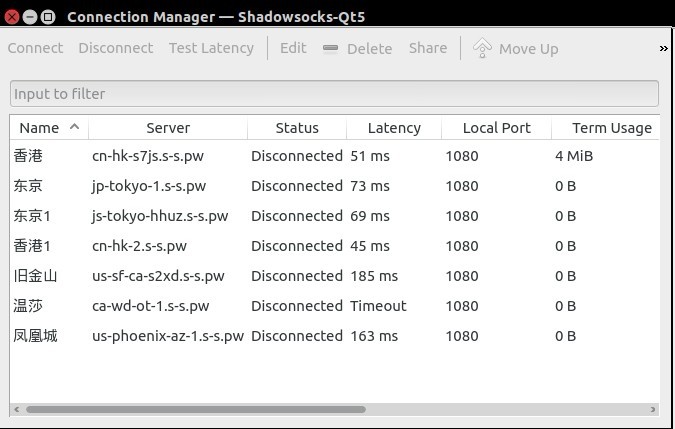 Connection Manager — Shadowsocks-Qt5
Connect Disconnect Test Latency Edit Delete Share Move Up »
Input to filter
Name Server Status Latency Local Port Term Usage
香港 cn-hk-s7js.s-s.pw Disconnected 51 ms 1080 4 MiB
东京 jp-tokyo-1.s-s.pw Disconnected 73 ms 1080 0 B
东京1 js-tokyo-hhuz.s-s.pw Disconnected 69 ms 1080 0 B
香港1 cn-hk-2.s-s.pw Disconnected 45 ms 1080 0 B
旧金山 us-sf-ca-s2xd.s-s.pw Disconnected 185 ms 1080 0 B
温莎 ca-wd-ot-1.s-s.pw Disconnected Timeout 1080 0 B
凤凰城 us-phoenix-az-1.s-s.pw Disconnected 163 ms 1080 0 B